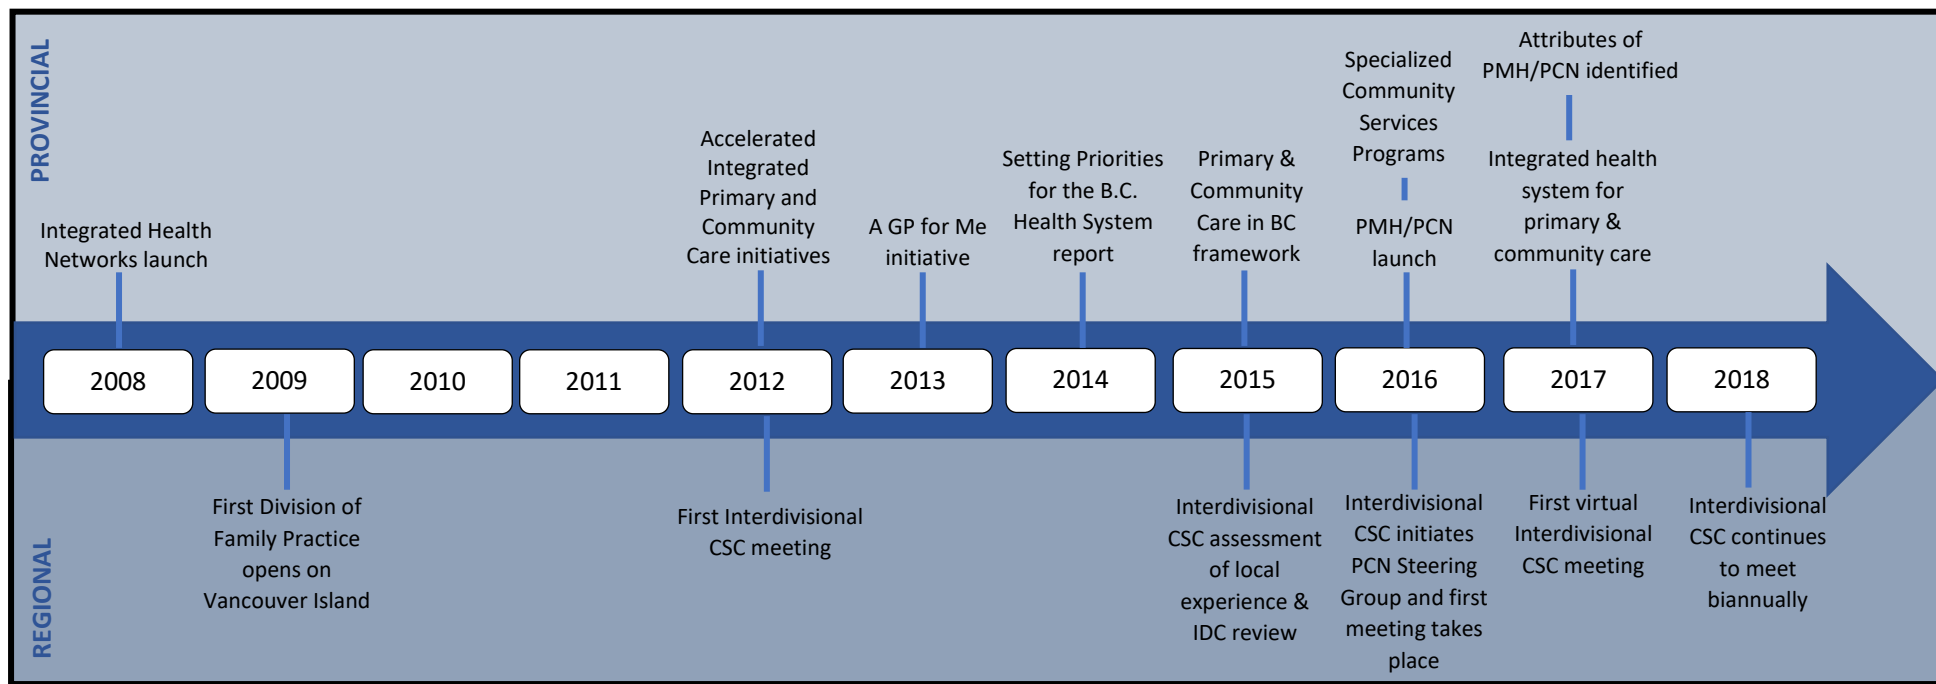 PROVINCIAL
Integrated Health
Networks launch
Accelerated
Integrated
Primary and
Community
Care initiatives
A GP for Me
initiative
Setting Priorities
for the B.C.
Health System
report
Primary &
Community
Care in BC
framework
Specialized
Community
Services
Programs
PMH/PCN
launch
Attributes of
PMH/PCN identified
Integrated health
system for
primary &
community care
2008
2009
2010
2011
2012
2013
2014
2015
2016
2017
2018
REGIONAL
First Division of
Family Practice
opens on
Vancouver Island
First Interdivisional
CSC meeting
Interdivisional
CSC assessment
of local
experience &
IDC review
Interdivisional
CSC initiates
PCN Steering
Group and first
meeting takes
place
First virtual
Interdivisional
CSC meeting
Interdivisional
CSC continues
to meet
biannually